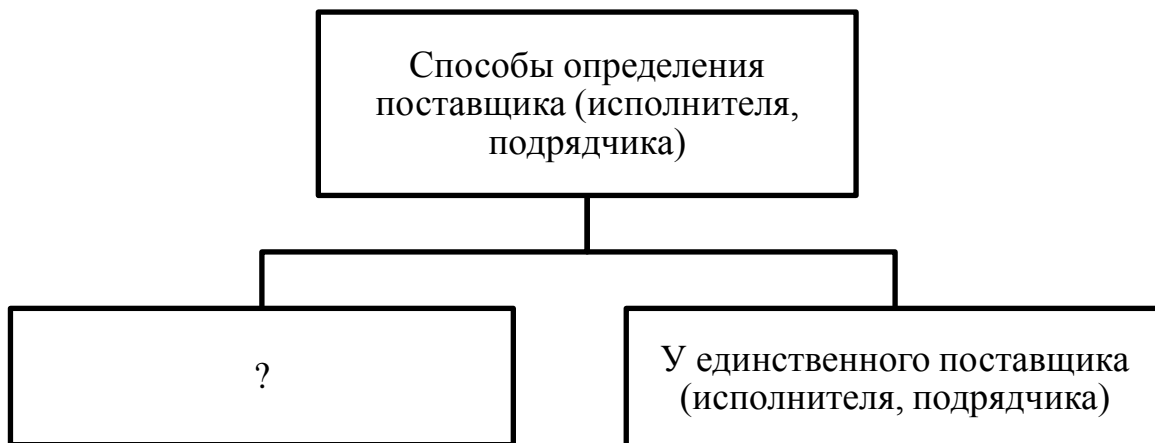 Способы определения
поставщика (исполнителя,
подрядчика)
?
У единственного поставщика
(исполнителя, подрядчика)